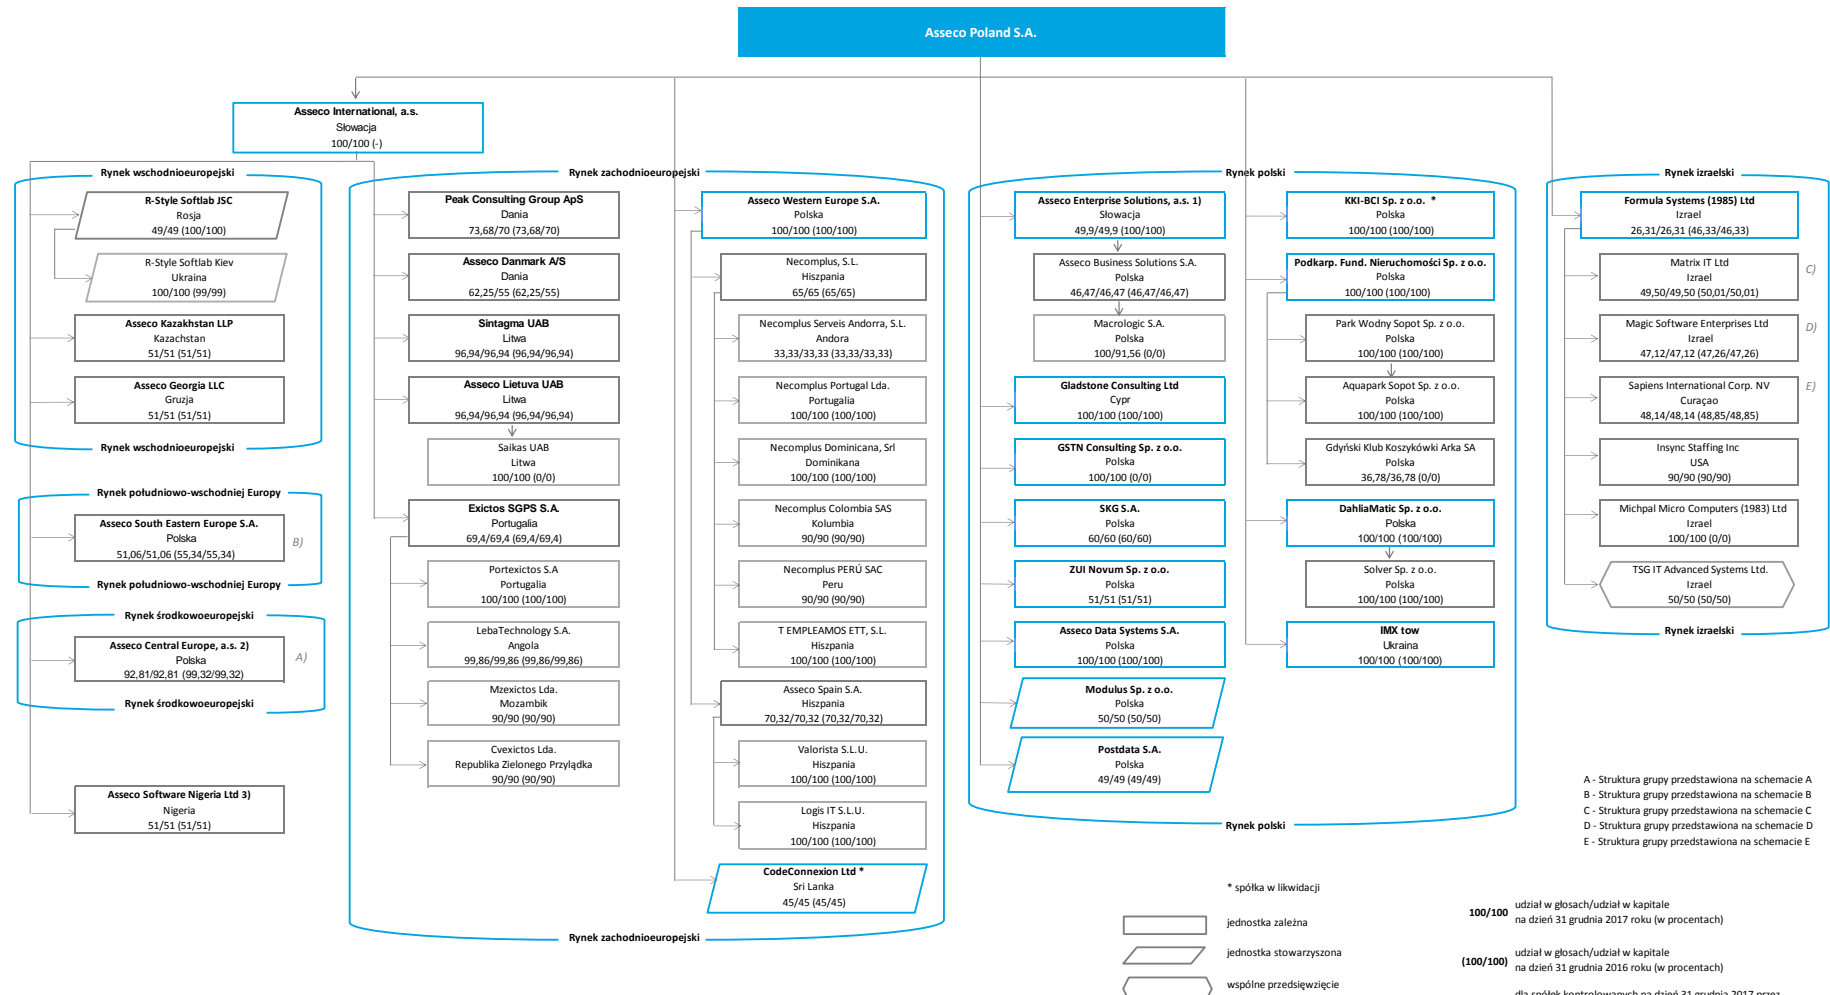 Asseco Poland S.A.
Asseco International, a.s.
Słowacja
100/100 (-)
Rynek wschodnioeuropejski
R-Style Softlab JSC
Rosja
49/49 (100/100)
R-Style Softlab Kiev
Ukraina
100/100 (99/99)
Asseco Kazakhstan LLP
Kazachstan
51/51 (51/51)
Asseco Georgia LLC
Gruzja
51/51 (51/51)
Rynek wschodnioeuropejski
Rynek południowo-wschodniej Europy
Asseco South Eastern Europe S.A.
Polska
51,06/51,06 (55,34/55,34)
B)
Rynek południowo-wschodniej Europy
Rynek środkowoeuropejski
Asseco Central Europe, a.s. 2)
Polska
92,81/92,81 (99,32/99,32)
A)
Rynek środkowoeuropejski
Asseco Software Nigeria Ltd 3)
Nigeria
51/51 (51/51)
Rynek zachodnioeuropejski
Peak Consulting Group ApS
Dania
73,68/70 (73,68/70)
Asseco Danmark A/S
Dania
62,25/55 (62,25/55)
Sintagma UAB
Litwa
96,94/96,94 (96,94/96,94)
Asseco Lietuva UAB
Litwa
96,94/96,94 (96,94/96,94)
Saikas UAB
Litwa
100/100 (0/0)
Exictos SGPS S.A.
Portugalia
69,4/69,4 (69,4/69,4)
Portexictos S.A
Portugalia
100/100 (100/100)
LebaTechnology S.A.
Angola
99,86/99,86 (99,86/99,86)
Mzexictos Lda.
Mozambik
90/90 (90/90)
Cvexictos Lda.
Republika Zielonego Przylądka
90/90 (90/90)
Asseco Western Europe S.A.
Polska
100/100 (100/100)
Necomplus, S.L.
Hiszpania
65/65 (65/65)
Necomplus Serveis Andorra, S.L.
Andora
33,33/33,33 (33,33/33,33)
Necomplus Portugal Lda.
Portugalia
100/100 (100/100)
Necomplus Dominicana, Srl
Dominikana
100/100 (100/100)
Necomplus Colombia SAS
Kolumbia
90/90 (90/90)
Necomplus PERÚ SAC
Peru
90/90 (90/90)
T EMPLEAMOS ETT, S.L.
Hiszpania
100/100 (100/100)
Asseco Spain S.A.
Hiszpania
70,32/70,32 (70,32/70,32)
Valorista S.L.U.
Hiszpania
100/100 (100/100)
Logis IT S.L.U.
Hiszpania
100/100 (100/100)
CodeConnexion Ltd *
Sri Lanka
45/45 (45/45)
Rynek zachodnioeuropejski
Rynek polski
Asseco Enterprise Solutions, a.s. 1)
Słowacja
49,9/49,9 (100/100)
Asseco Business Solutions S.A.
Polska
46,47/46,47 (46,47/46,47)
Macrologic S.A.
Polska
100/91,56 (0/0)
Gladstone Consulting Ltd
Cypr
100/100 (100/100)
GSTN Consulting Sp. z o.o.
Polska
100/100 (0/0)
SKG S.A.
Polska
60/60 (60/60)
ZUI Novum Sp. z o.o.
Polska
51/51 (51/51)
Asseco Data Systems S.A.
Polska
100/100 (100/100)
Modulus Sp. z o.o.
Polska
50/50 (50/50)
Postdata S.A.
Polska
49/49 (49/49)
KKI-BCI Sp. z o.o. *
Polska
100/100 (100/100)
Podkarp. Fund. Nieruchomości Sp. z o.o.
Polska
100/100 (100/100)
Park Wodny Sopot Sp. z o.o.
Polska
100/100 (100/100)
Aquapark Sopot Sp. z o.o.
Polska
100/100 (100/100)
Gdyński Klub Koszykówki Arka SA
Polska
36,78/36,78 (0/0)
DahliaMatic Sp. z o.o.
Polska
100/100 (100/100)
Solver Sp. z o.o.
Polska
100/100 (100/100)
IMX tow
Ukraina
100/100 (100/100)
Rynek polski
Rynek izraelski
Formula Systems (1985) Ltd
Izrael
26,31/26,31 (46,33/46,33)
Matrix IT Ltd
Izrael
49,50/49,50 (50,01/50,01)
C)
Magic Software Enterprises Ltd
Izrael
47,12/47,12 (47,26/47,26)
D)
Sapiens International Corp. NV
Curaçao
48,14/48,14 (48,85/48,85)
E)
Insync Staffing Inc
USA
90/90 (90/90)
Michpal Micro Computers (1983) Ltd
Izrael
100/100 (0/0)
TSG IT Advanced Systems Ltd.
Izrael
50/50 (50/50)
Rynek izraelski
A - Struktura grupy przedstawiona na schemacie A
B - Struktura grupy przedstawiona na schemacie B
C - Struktura grupy przedstawiona na schemacie C
D - Struktura grupy przedstawiona na schemacie D
E - Struktura grupy przedstawiona na schemacie E
* spółka w likwidacji
jednostka zależna
jednostka stowarzyszona
wspólne przedsięwzięcie
100/100
udział w głosach/udział w kapitale
na dzień 31 grudnia 2017 roku (w procentach)
(100/100)
udział w głosach/udział w kapitale
na dzień 31 grudnia 2016 roku (w procentach)
dla spółek kontrolowanych na dzień 31 grudnia 2017 przez